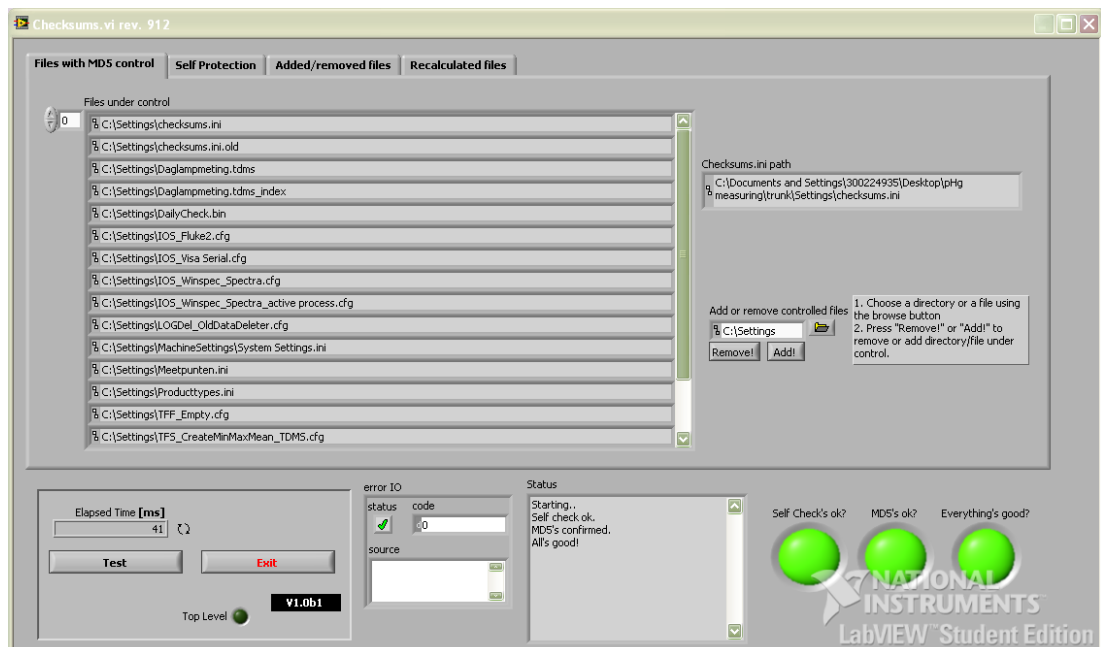 Checksums.vi rev. 912
Files with MD5 control
Self Protection
Added/removed files
Recalculated files
Files under control
0
C:\Settings\checksums.ini
C:\Settings\checksums.ini.old
C:\Settings\Daglampmeting.tdms
C:\Settings\Daglampmeting.tdms_index
C:\Settings\DailyCheck.bin
C:\Settings\IOS_Fluke2.cfg
C:\Settings\IOS_Visa Serial.cfg
C:\Settings\IOS_Winspec_Spectra.cfg
C:\Settings\IOS_Winspec_Spectra_active process.cfg
C:\Settings\LOGDel_OldDataDeleter.cfg
C:\Settings\MachineSettings\System Settings.ini
C:\Settings\Meetpunten.ini
C:\Settings\Producttypes.ini
C:\Settings\TFF_Empty.cfg
C:\Settings\TFS_CreateMinMaxMean_TDMS.cfg
Checksums.ini path
C:\Documents and Settings\300224935\Desktop\pHg
measuring\trunk\Settings\checksums.ini
Add or remove controlled files
C:\Settings
Remove!
Add!
1. Choose a directory or a file using
the browse button
2. Press "Remove!" or "Add!" to
remove or add directory/file under
control.
Elapsed Time [ms]
41
Test
Exit
V1.0b1
Top Level
error IO
status
code
0
source
Status
Starting..
Self check ok.
MD5's confirmed.
All's good!
Self Check's ok?
MD5's ok?
Everything's good?
NATIONAL
INSTRUMENTS
LabVIEW™ Student Edition